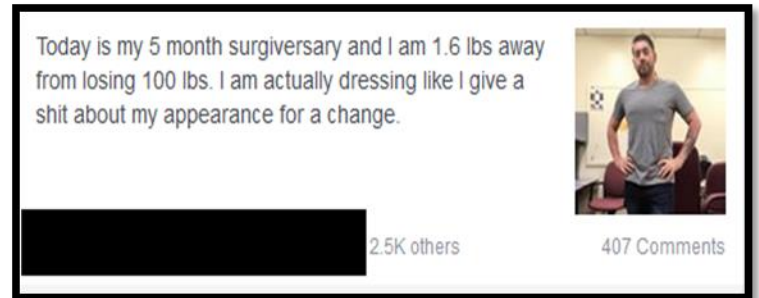 Today is my 5 month surgiversary and I am 1.6 lbs away
from losing 100 lbs. I am actually dressing like I give a
shit about my appearance for a change.
2.5K others
407 Comments